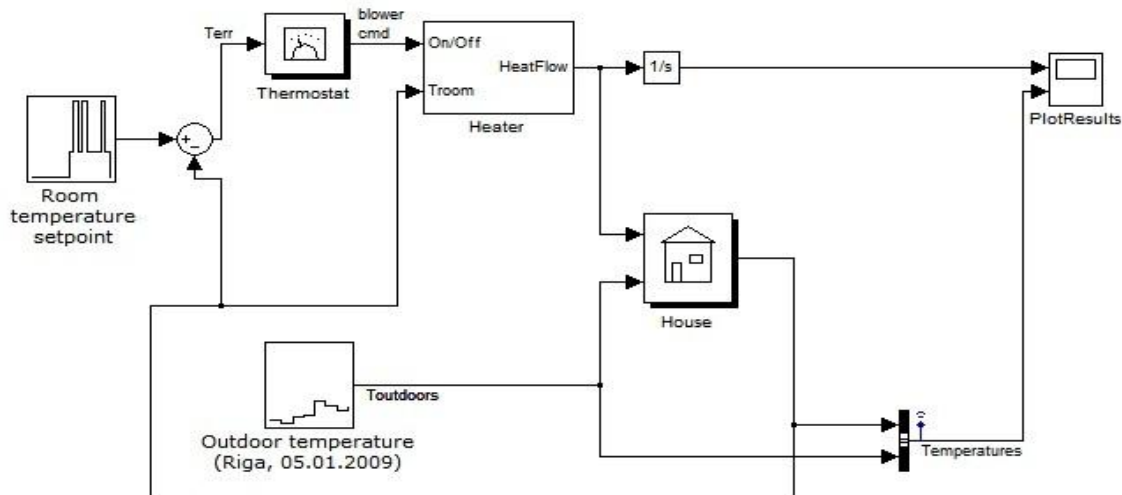 Terr
blower
cmd
Thermostat
On/Off
HeatFlow
Troom
Heater
1/s
PlotResults
+
−
Room
temperature
setpoint
House
Toutdoors
Outdoor temperature
(Riga, 05.01.2009)
Temperatures